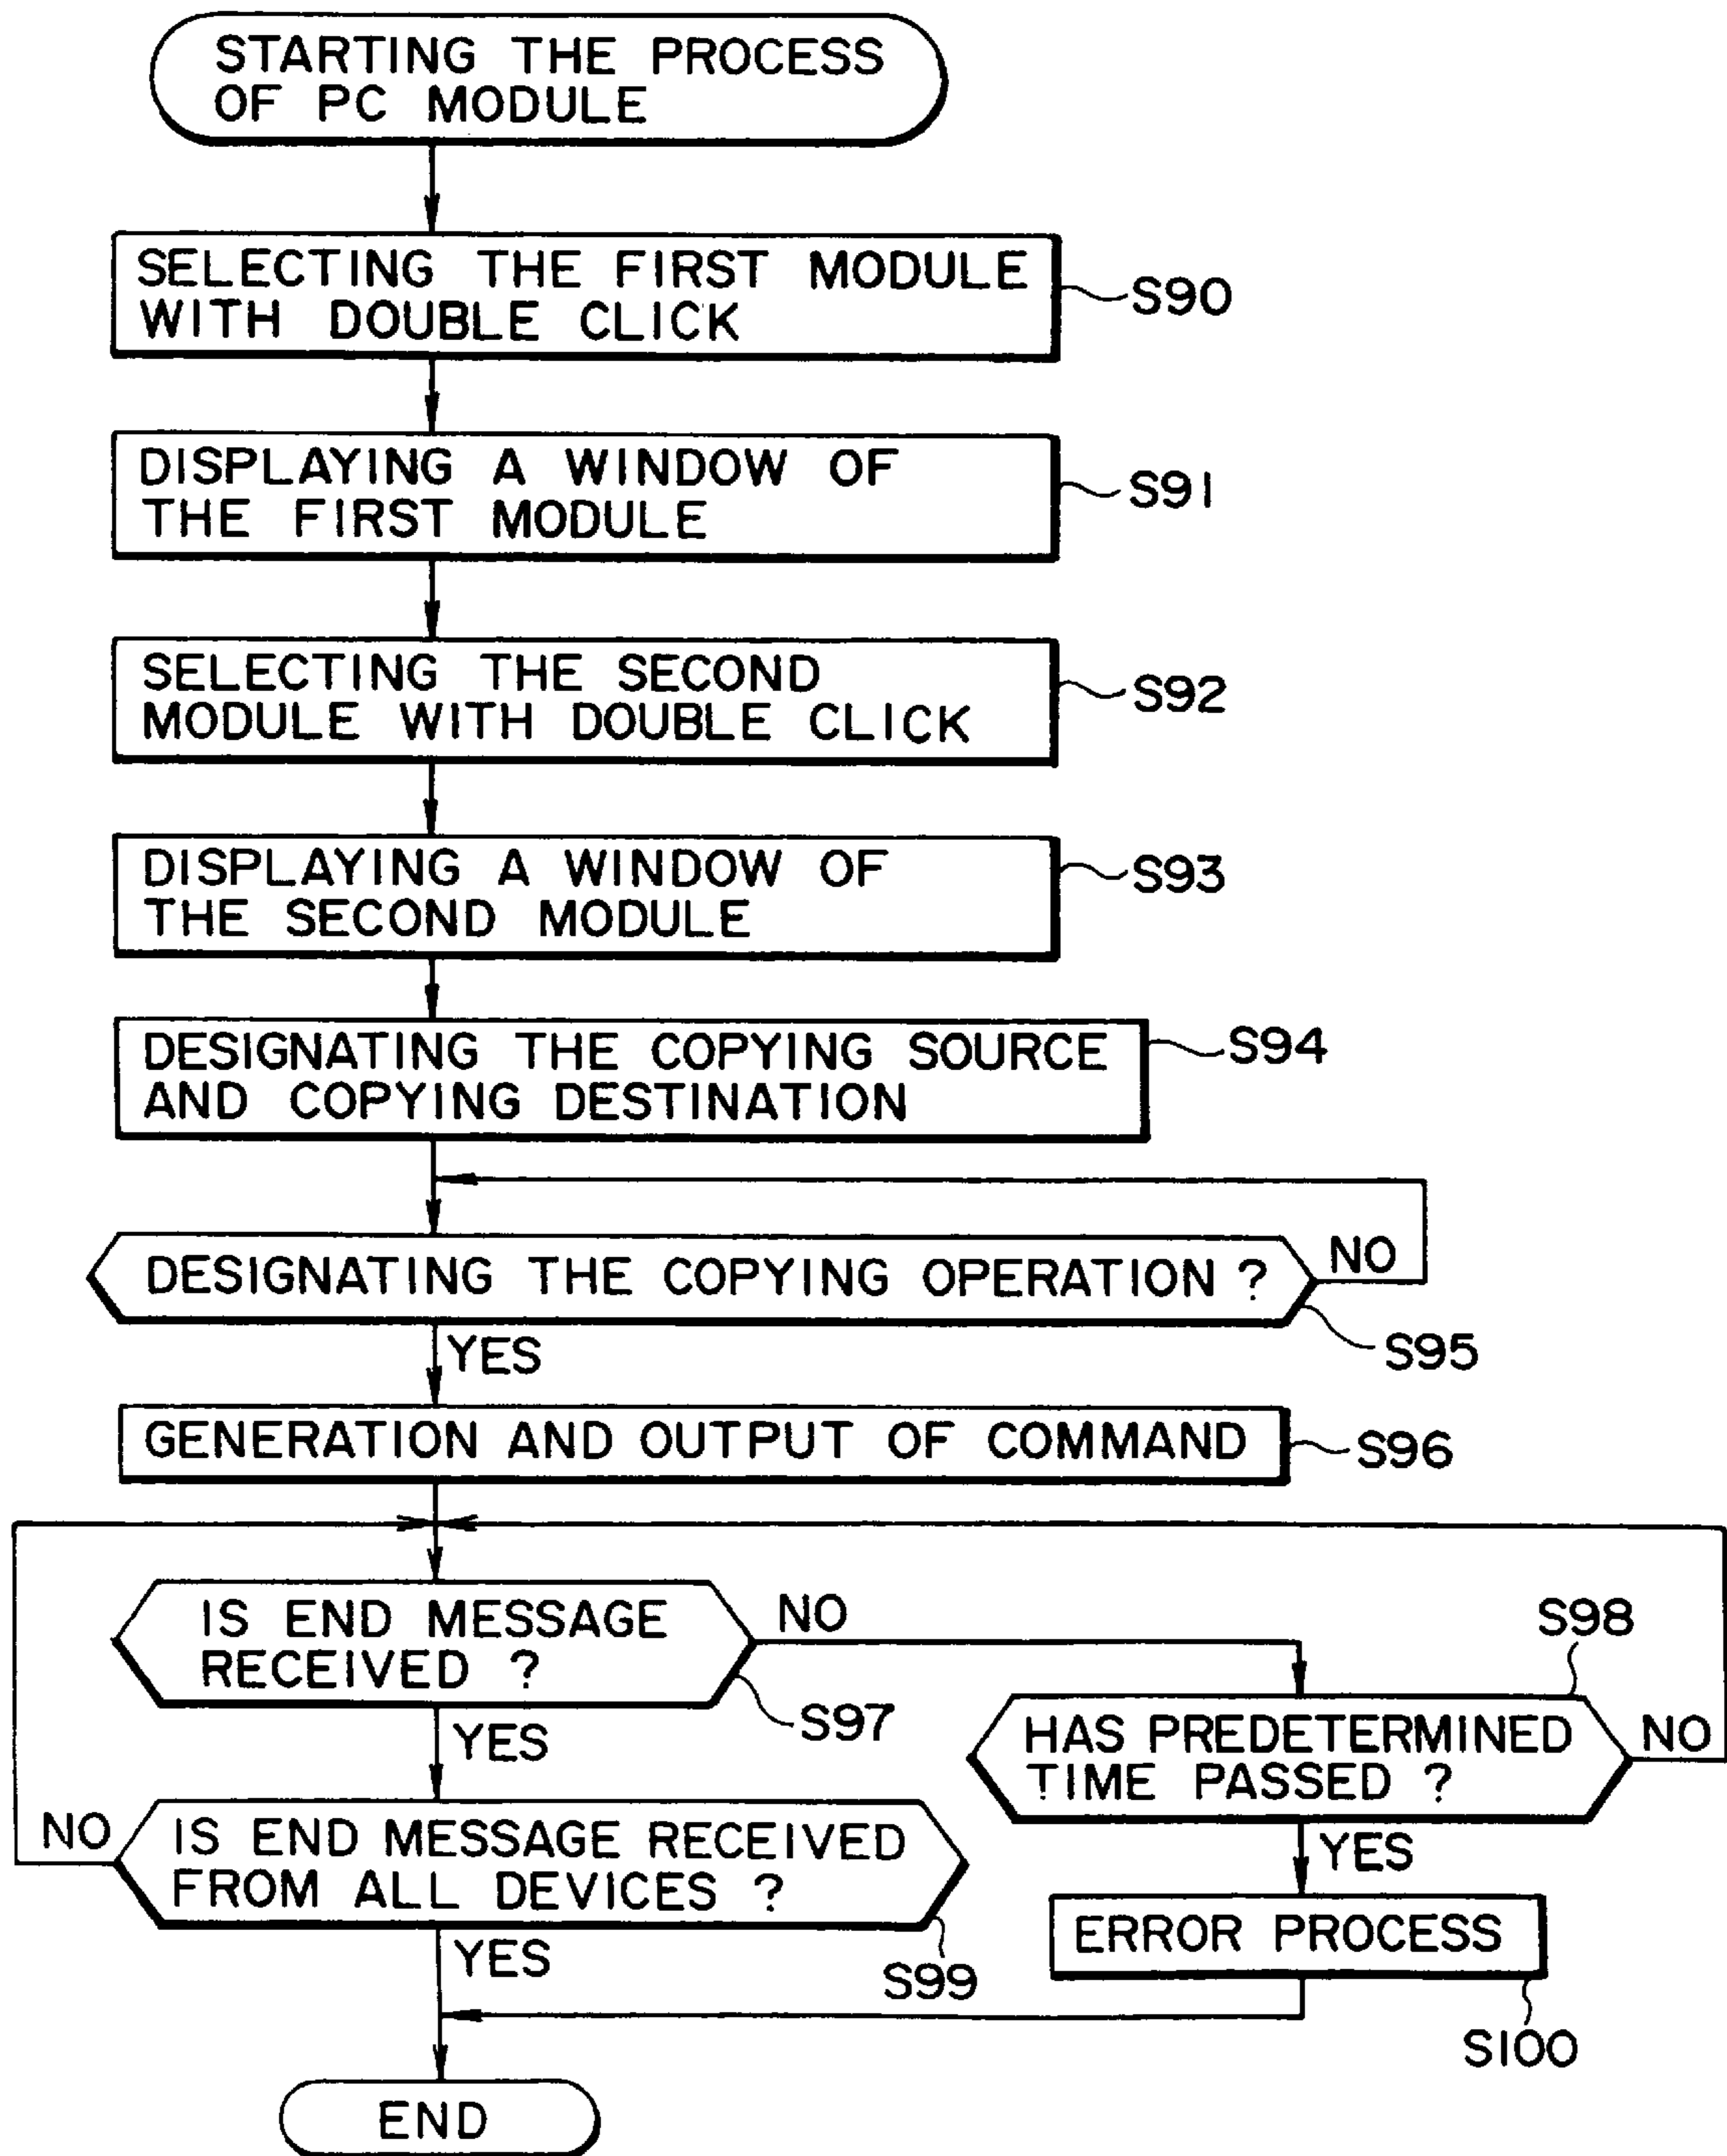 STARTING THE PROCESS
OF PC MODULE
SELECTING THE FIRST MODULE
WITH DOUBLE CLICK
S90
DISPLAYING A WINDOW OF
THE FIRST MODULE
S91
SELECTING THE SECOND
MODULE WITH DOUBLE CLICK
S92
DISPLAYING A WINDOW OF
THE SECOND MODULE
S93
DESIGNATING THE COPYING SOURCE
AND COPYING DESTINATION
S94
DESIGNATING THE COPYING OPERATION ?
NO
S95
YES
GENERATION AND OUTPUT OF COMMAND
S96
IS END MESSAGE
RECEIVED ?
NO
S97
YES
S98
HAS PREDETERMINED
TIME PASSED ?
NO
YES
NO
IS END MESSAGE RECEIVED
FROM ALL DEVICES ?
S99
YES
ERROR PROCESS
S100
END